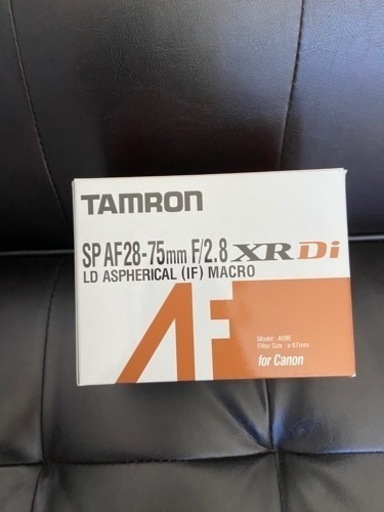 TAMRON
SP AF28-75mm F/2.8 XR Di
LD ASPHERICAL (IF) MACRO
AF
Model : A09E
Filter Size : ø 67mm
for Canon